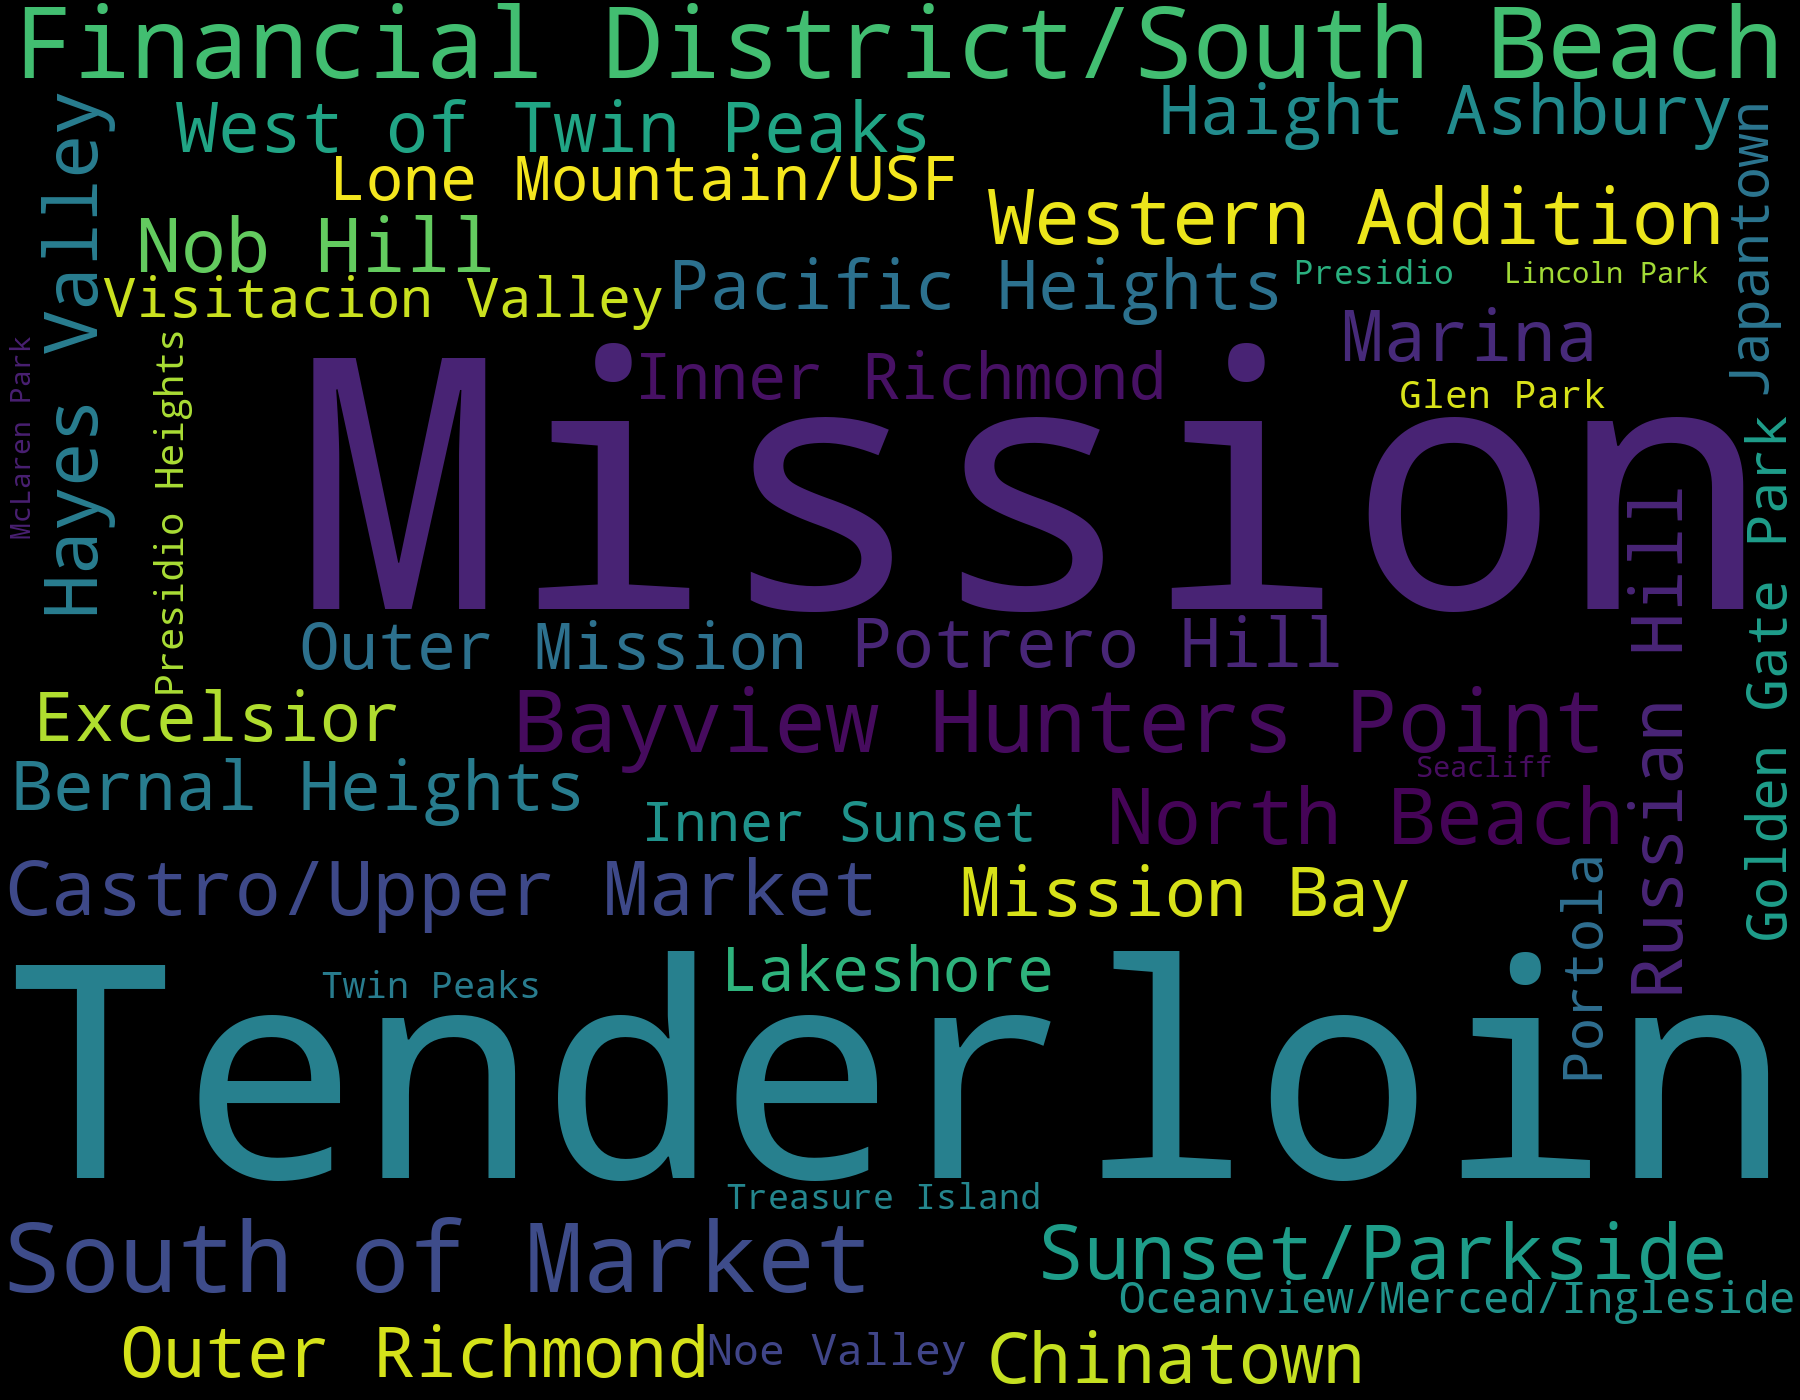 Financial District/South Beach
West of Twin Peaks
Haight Ashbury
Hayes Valley
Japantown
Lone Mountain/USF
Western Addition
Nob Hill
Pacific Heights
Presidio
Lincoln Park
Visitacion Valley
Marina
McLaren Park
Presidio Heights
Inner Richmond
Glen Park
Mission
Golden Gate Park
Russian Hill
Outer Mission
Potrero Hill
Excelsior
Bayview Hunters Point
Bernal Heights
Seacliff
Inner Sunset
North Beach
Castro/Upper Market
Mission Bay
Portola
Lakeshore
Twin Peaks
Tenderloin
Treasure Island
South of Market
Sunset/Parkside
Oceanview/Merced/Ingleside
Outer Richmond
Noe Valley
Chinatown